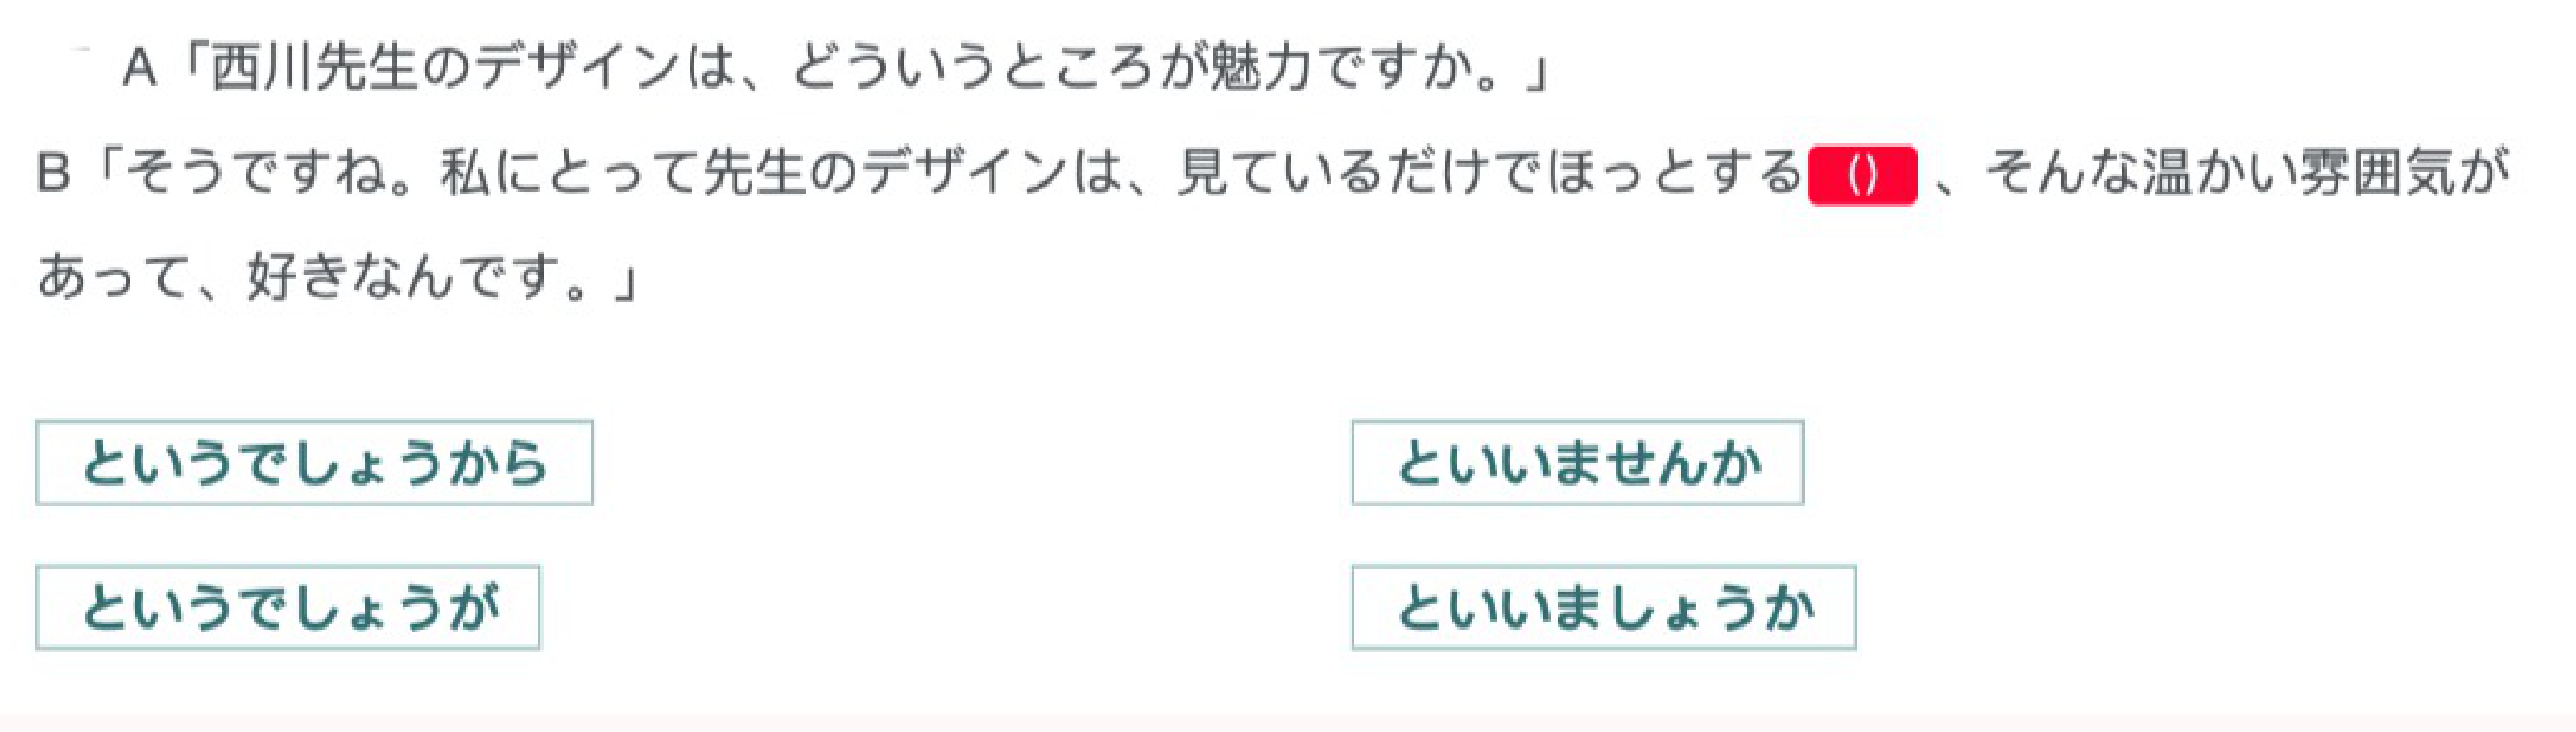 A「西川先生のデザインは、どういうところが魅力ですか。」
B「そうですね。私にとって先生のデザインは、見ているだけでほっとする()、そんな温かい雰囲気が
あって、好きなんです。」
というでしょうから
といいませんか
というでしょうが
といいましょうか